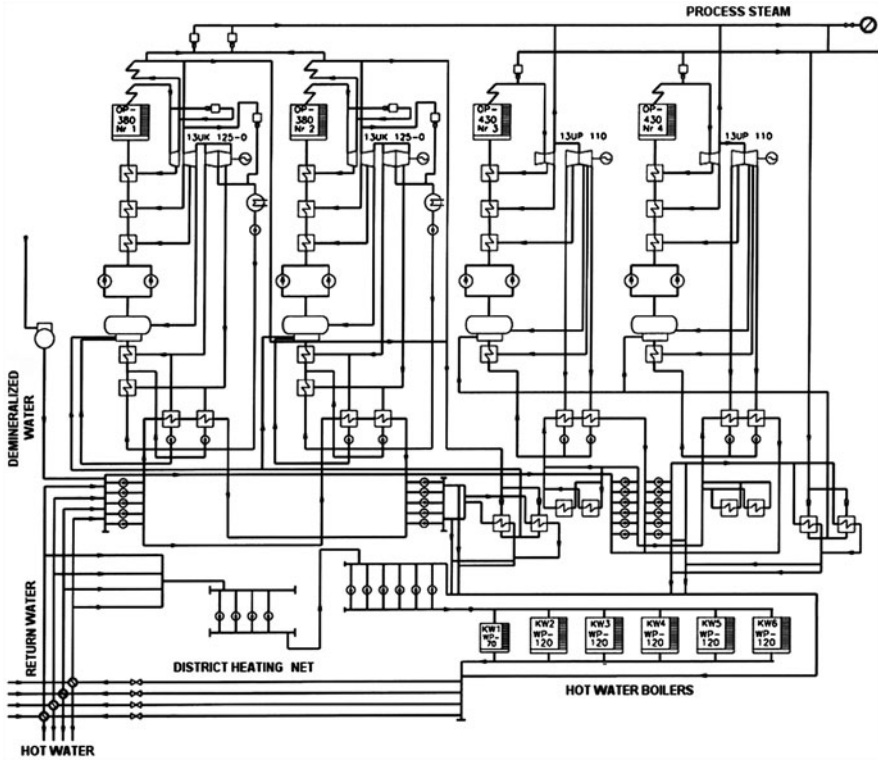 PROCESS STEAM
OP-
380
Nr 1
13UK 125-0
OP-
380
Nr 2
13UK 125-0
OP-
430
Nr 3
13UP 110
OP-
430
Nr 4
13UP 110
DEMINERALIZED
WATER
RETURN WATER
DISTRICT HEATING NET
KW1
WP-
70
KW2
WP-
120
KW3
WP-
120
KW4
WP-
120
KW5
WP-
120
KW6
WP-
120
HOT WATER BOILERS
HOT WATER